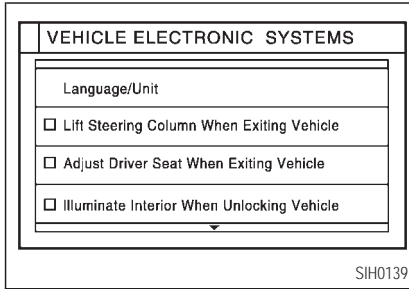 VEHICLE ELECTRONIC SYSTEMS
Language/Unit
☐ Lift Steering Column When Exiting Vehicle
☐ Adjust Driver Seat When Exiting Vehicle
☐ Illuminate Interior When Unlocking Vehicle
SIH0139